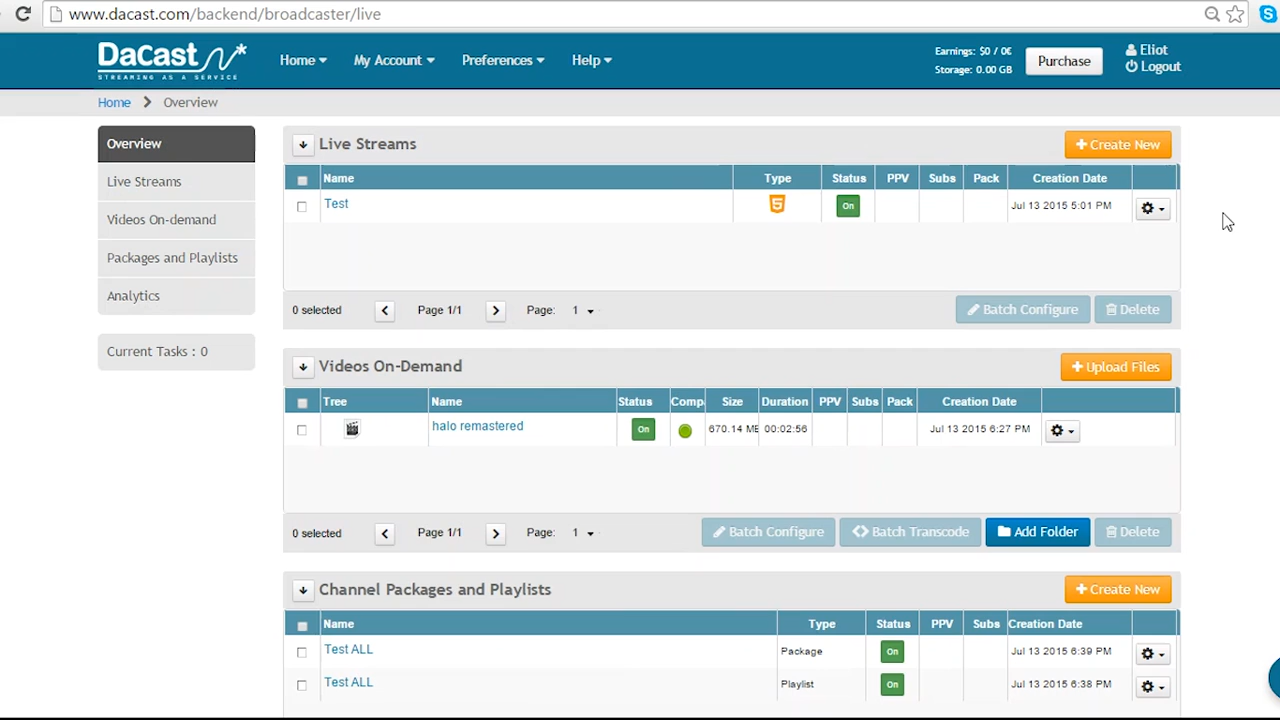 www.dacast.com/backend/broadcaster/live
DaCast
STREAMING AS A SERVICE
Home
My Account
Preferences
Help
Earnings: $0 / 0€
Storage: 0.00 GB
Purchase
Eliot
Logout
Home > Overview
Overview
Live Streams
Videos On-demand
Packages and Playlists
Analytics
Current Tasks : 0
Live Streams
+ Create New
Name Type Status PPV Subs Pack Creation Date
Test 5 On Jul 13 2015 5:01 PM
0 selected < Page 1/1 > Page: 1 Batch Configure Delete
Videos On-Demand
+ Upload Files
Tree Name Status Comp Size Duration PPV Subs Pack Creation Date
halo remastered On 670.14 ME 00:02:56 Jul 13 2015 6:27 PM
0 selected < Page 1/1 > Page: 1 Batch Configure Batch Transcode Add Folder Delete
Channel Packages and Playlists
+ Create New
Name Type Status PPV Subs Creation Date
Test ALL Package On Jul 13 2015 6:39 PM
Test ALL Playlist On Jul 13 2015 6:38 PM